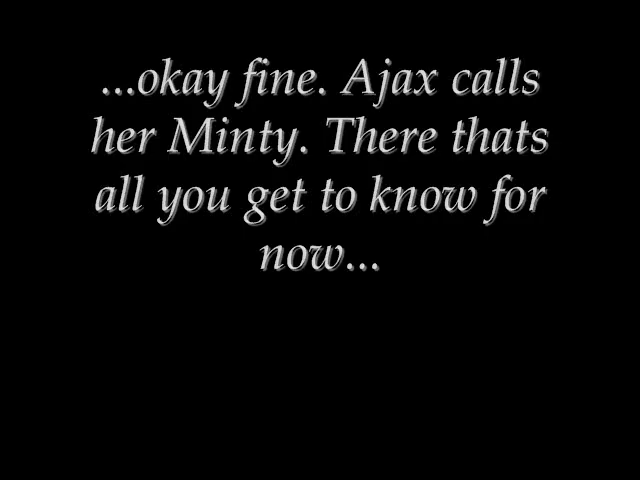 ...okay fine. Ajax calls
her Minty. There thats
all you get to know for
now...